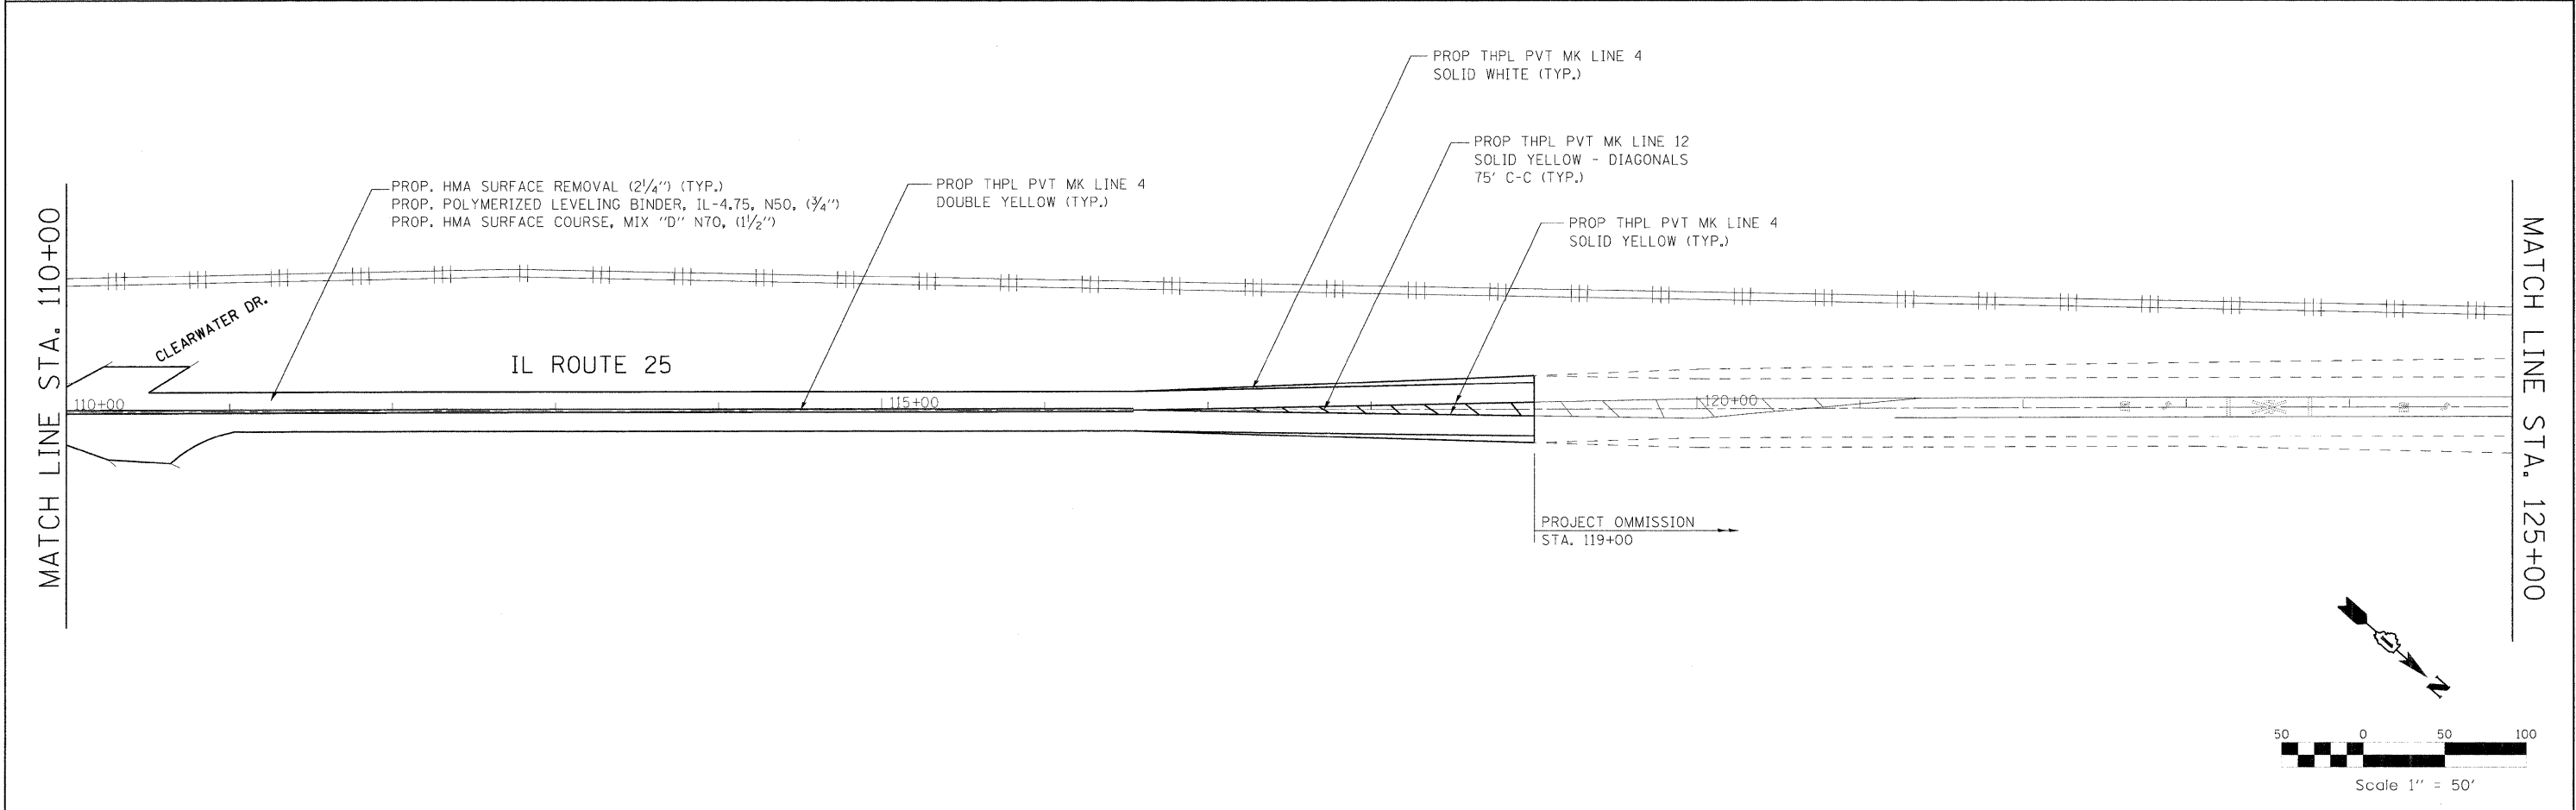 PROP THPL PVT MK LINE 4
SOLID WHITE (TYP.)
PROP THPL PVT MK LINE 12
SOLID YELLOW - DIAGONALS
75' C-C (TYP.)
PROP. HMA SURFACE REMOVAL (2 1/4") (TYP.)
PROP. POLYMERIZED LEVELING BINDER, IL-4.75, N50, (3/4")
PROP. HMA SURFACE COURSE, MIX "D" N70, (1 1/2")
PROP THPL PVT MK LINE 4
DOUBLE YELLOW (TYP.)
PROP THPL PVT MK LINE 4
SOLID YELLOW (TYP.)
MATCH LINE STA. 110+00
CLEARWATER DR.
IL ROUTE 25
110+00
115+00
120+00
MATCH LINE STA. 125+00
PROJECT OMMISSION
STA. 119+00
N
50 0 50 100
Scale 1" = 50'